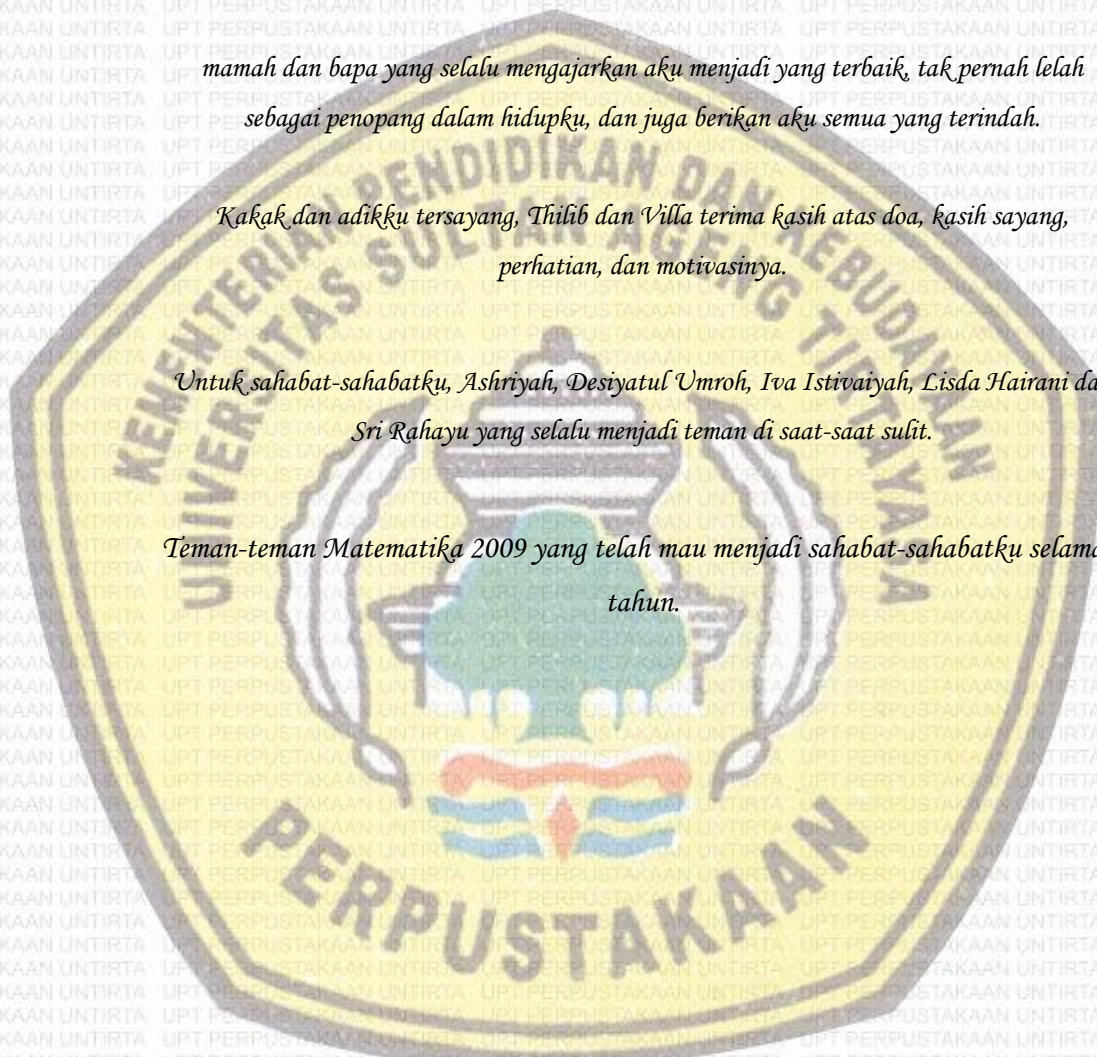 mamah dan bapa yang selalu mengajarkan aku menjadi yang terbaik, tak pernah lelah
sebagai penopang dalam hidupku, dan juga berikan aku semua yang terindah.
Kakak dan adikku tersayang, Thilib dan Villa terima kasih atas doa, kasih sayang,
perhatian, dan motivasinya.
Untuk sahabat-sahabatku, Ashriyah, Desiyatul Umroh, Iva Istivaiyah, Lisda Hairani da
Sri Rahayu yang selalu menjadi teman di saat-saat sulit.
Teman-teman Matematika 2009 yang telah mau menjadi sahabat-sahabatku selama
tahun.
KEMENTERIAN PENDIDIKAN DAN KEBUDAYAAN
UNIVERSITAS SULTAN AGENG TIRTAYASA
PERPUSTAKAAN